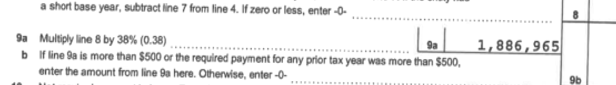 a short base year, subtract line 7 from line 4. If zero or less, enter -0- 8
9a Multiply line 8 by 38% (0.38) 9a 1,886,965
b If line 9a is more than $500 or the required payment for any prior tax year was more than $500,
enter the amount from line 9a here. Otherwise, enter -0- 9b